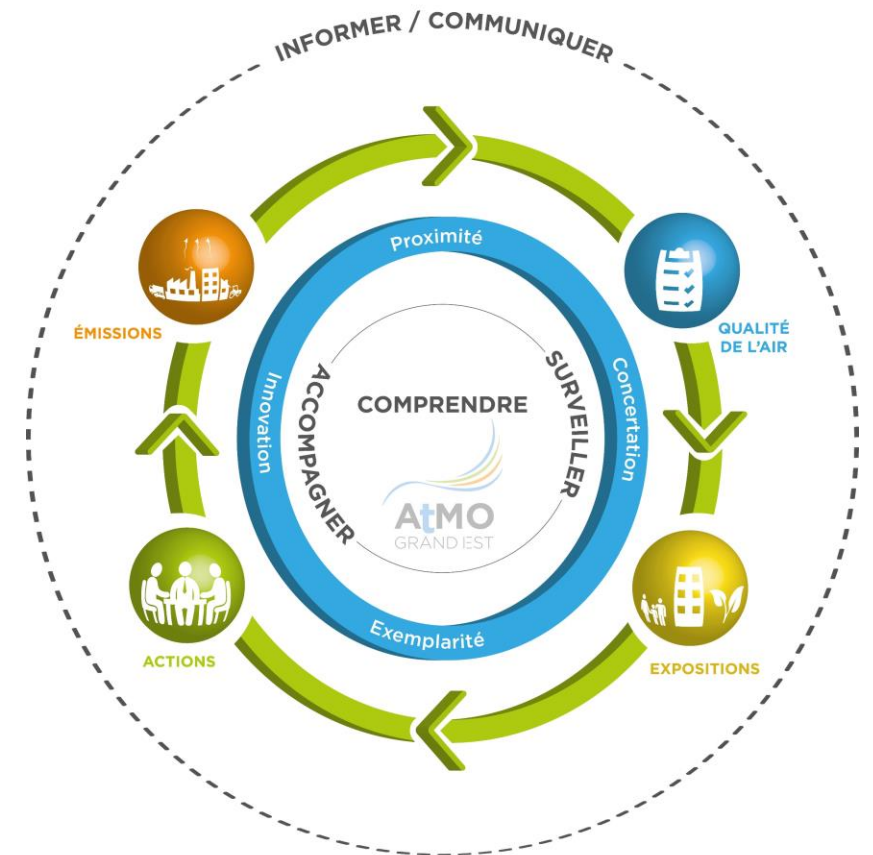 INFORMER / COMMUNIQUER
Proximité
ÉMISSIONS
QUALITÉ
DE L'AIR
Innovation
ACCOMPAGNER
COMPRENDRE
SURVEILLER
Concertation
AtMO
GRAND EST
Exemplarité
ACTIONS
EXPOSITIONS